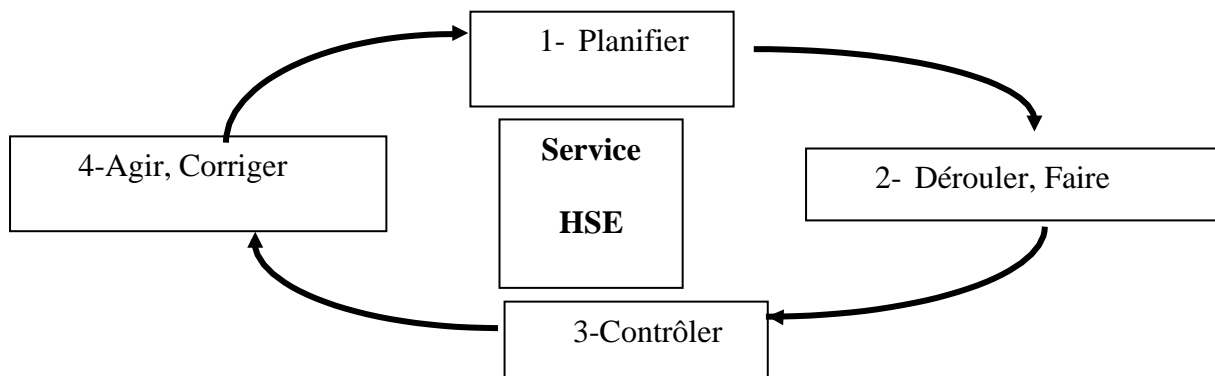 1- Planifier
4-Agir, Corriger
Service
HSE
2- Dérouler, Faire
3-Contrôler